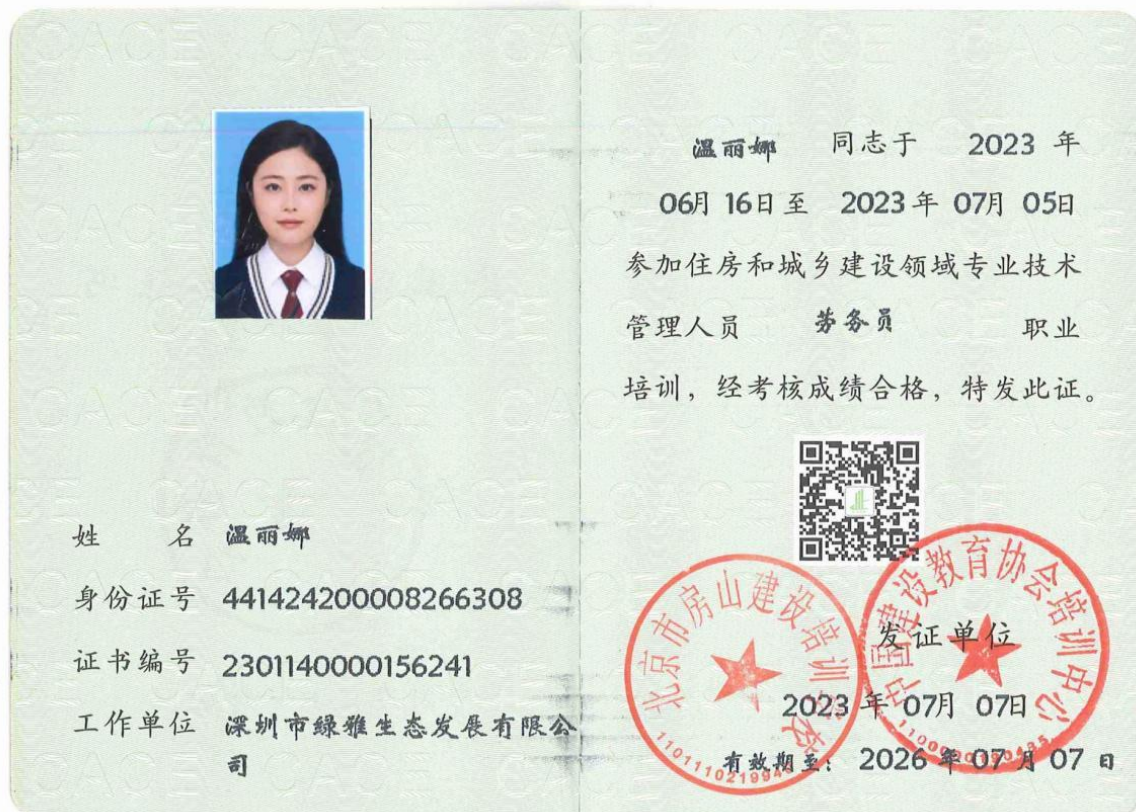 姓 名 温丽娜
身份证号 441424200008266308
证书编号 2301140000156241
工作单位 深圳市绿雅生态发展有限公
司
温丽娜 同志于 2023 年
06月 16日至 2023 年 07月 05日
参加住房和城乡建设领域专业技术
管理人员 劳务员 职业
培训，经考核成绩合格，特发此证。
北京市房山建设培训学校
中国建设教育协会培训中心
发证单位
2023 年 07月 07日
有效期至： 2026 年 07 月 07 日
CACE